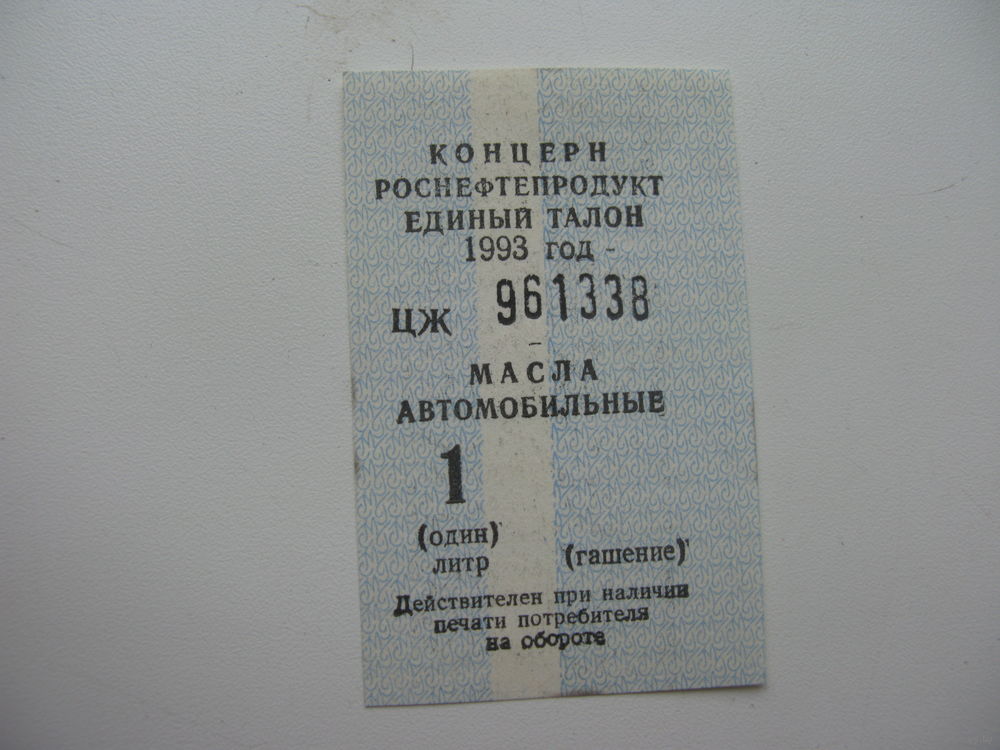 КОНЦЕРН
РОСНЕФТЕПРОДУКТ
ЕДИНЫЙ ТАЛОН
1993 год -
ЦЖ 961338
–
МАСЛА
АВТОМОБИЛЬНЫЕ
1
(один)
литр (гашение)
Действителен при наличии
печати потребителя
на обороте